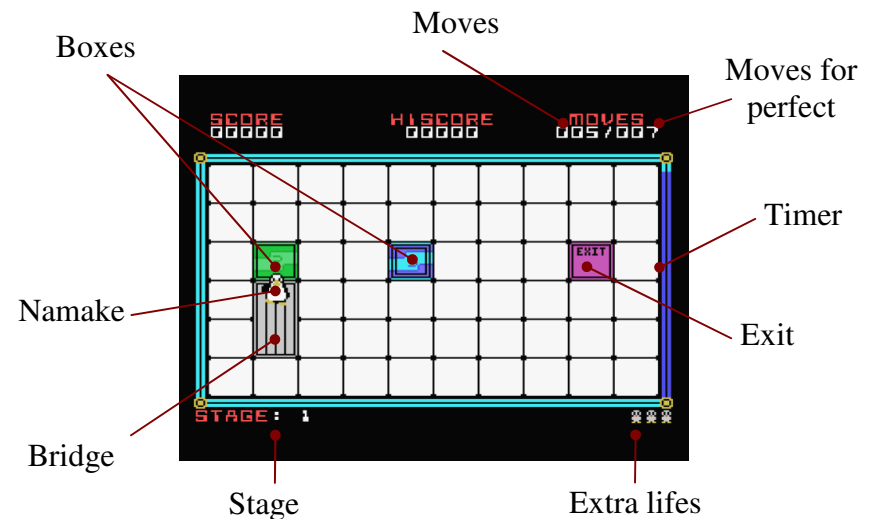 Moves
Boxes
Moves for
perfect
SCORE HISCORE MOVES
00000 00000 005/007
Timer
EXIT
Namake
Exit
STAGE: 1
Bridge
Stage
Extra lifes